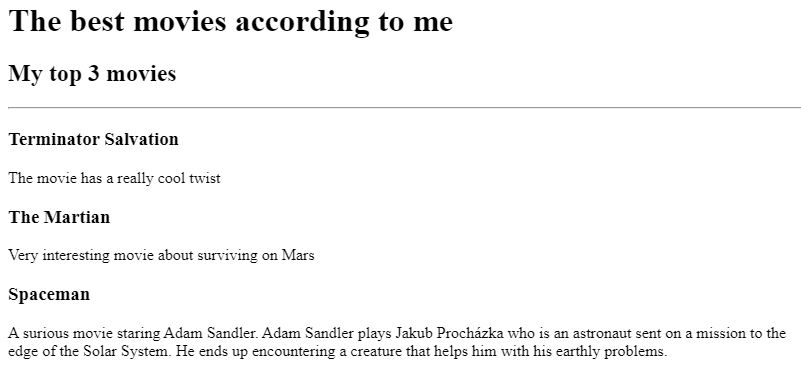 The best movies according to me
My top 3 movies
Terminator Salvation
The movie has a really cool twist
The Martian
Very interesting movie about surviving on Mars
Spaceman
A surious movie staring Adam Sandler. Adam Sandler plays Jakub Procházka who is an astronaut sent on a mission to the
edge of the Solar System. He ends up encountering a creature that helps him with his earthly problems.